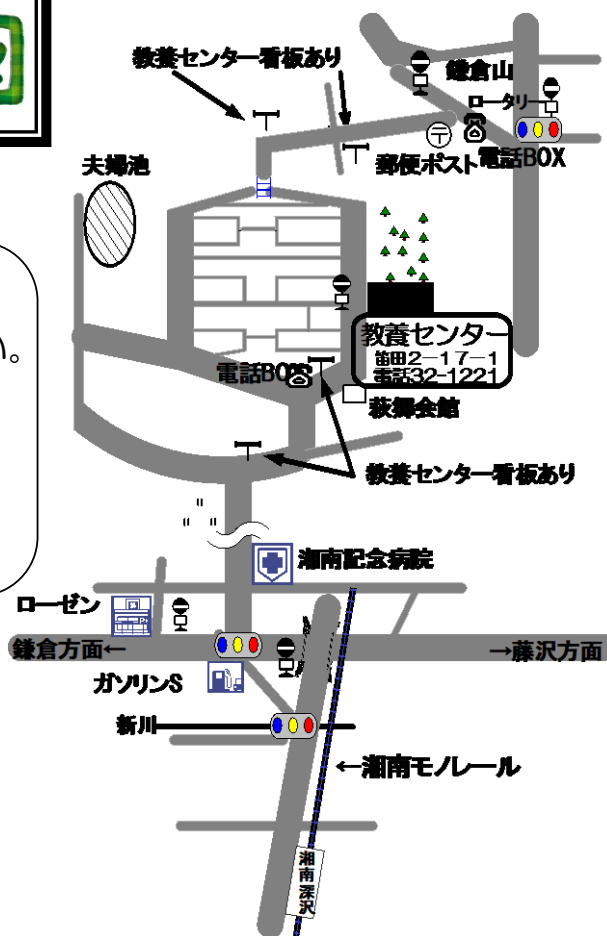 教養センター看板あり
鎌倉山
ロータリー
郵便ポスト
電話BOX
夫婦池
い。
教養センター
笛田2-17-1
電話32-1221
電話BOX
萩郷会館
教養センター看板あり
湘南記念病院
ローゼン
鎌倉方面←
→藤沢方面
ガソリンS
新川
←湘南モノレール
湘南深沢